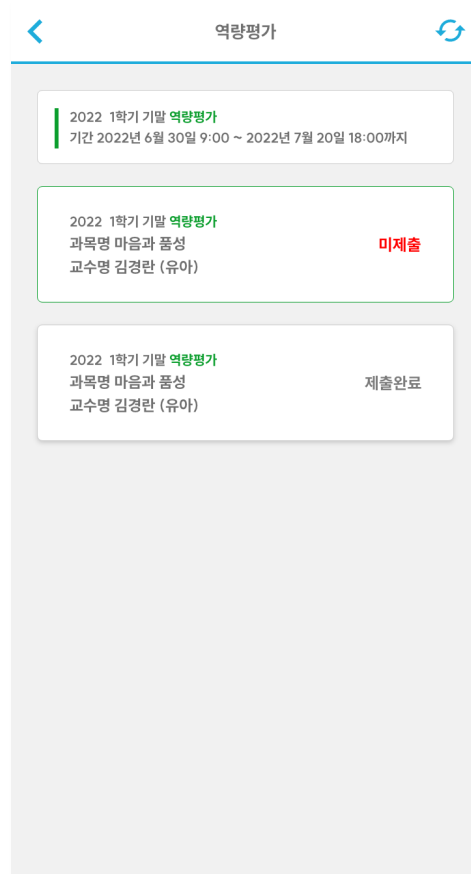 역량평가
2022 1학기 기말 역량평가
기간 2022년 6월 30일 9:00 ~ 2022년 7월 20일 18:00까지
2022 1학기 기말 역량평가
과목명 마음과 품성
미제출
교수명 김경란 (유아)
2022 1학기 기말 역량평가
과목명 마음과 품성
제출완료
교수명 김경란 (유아)